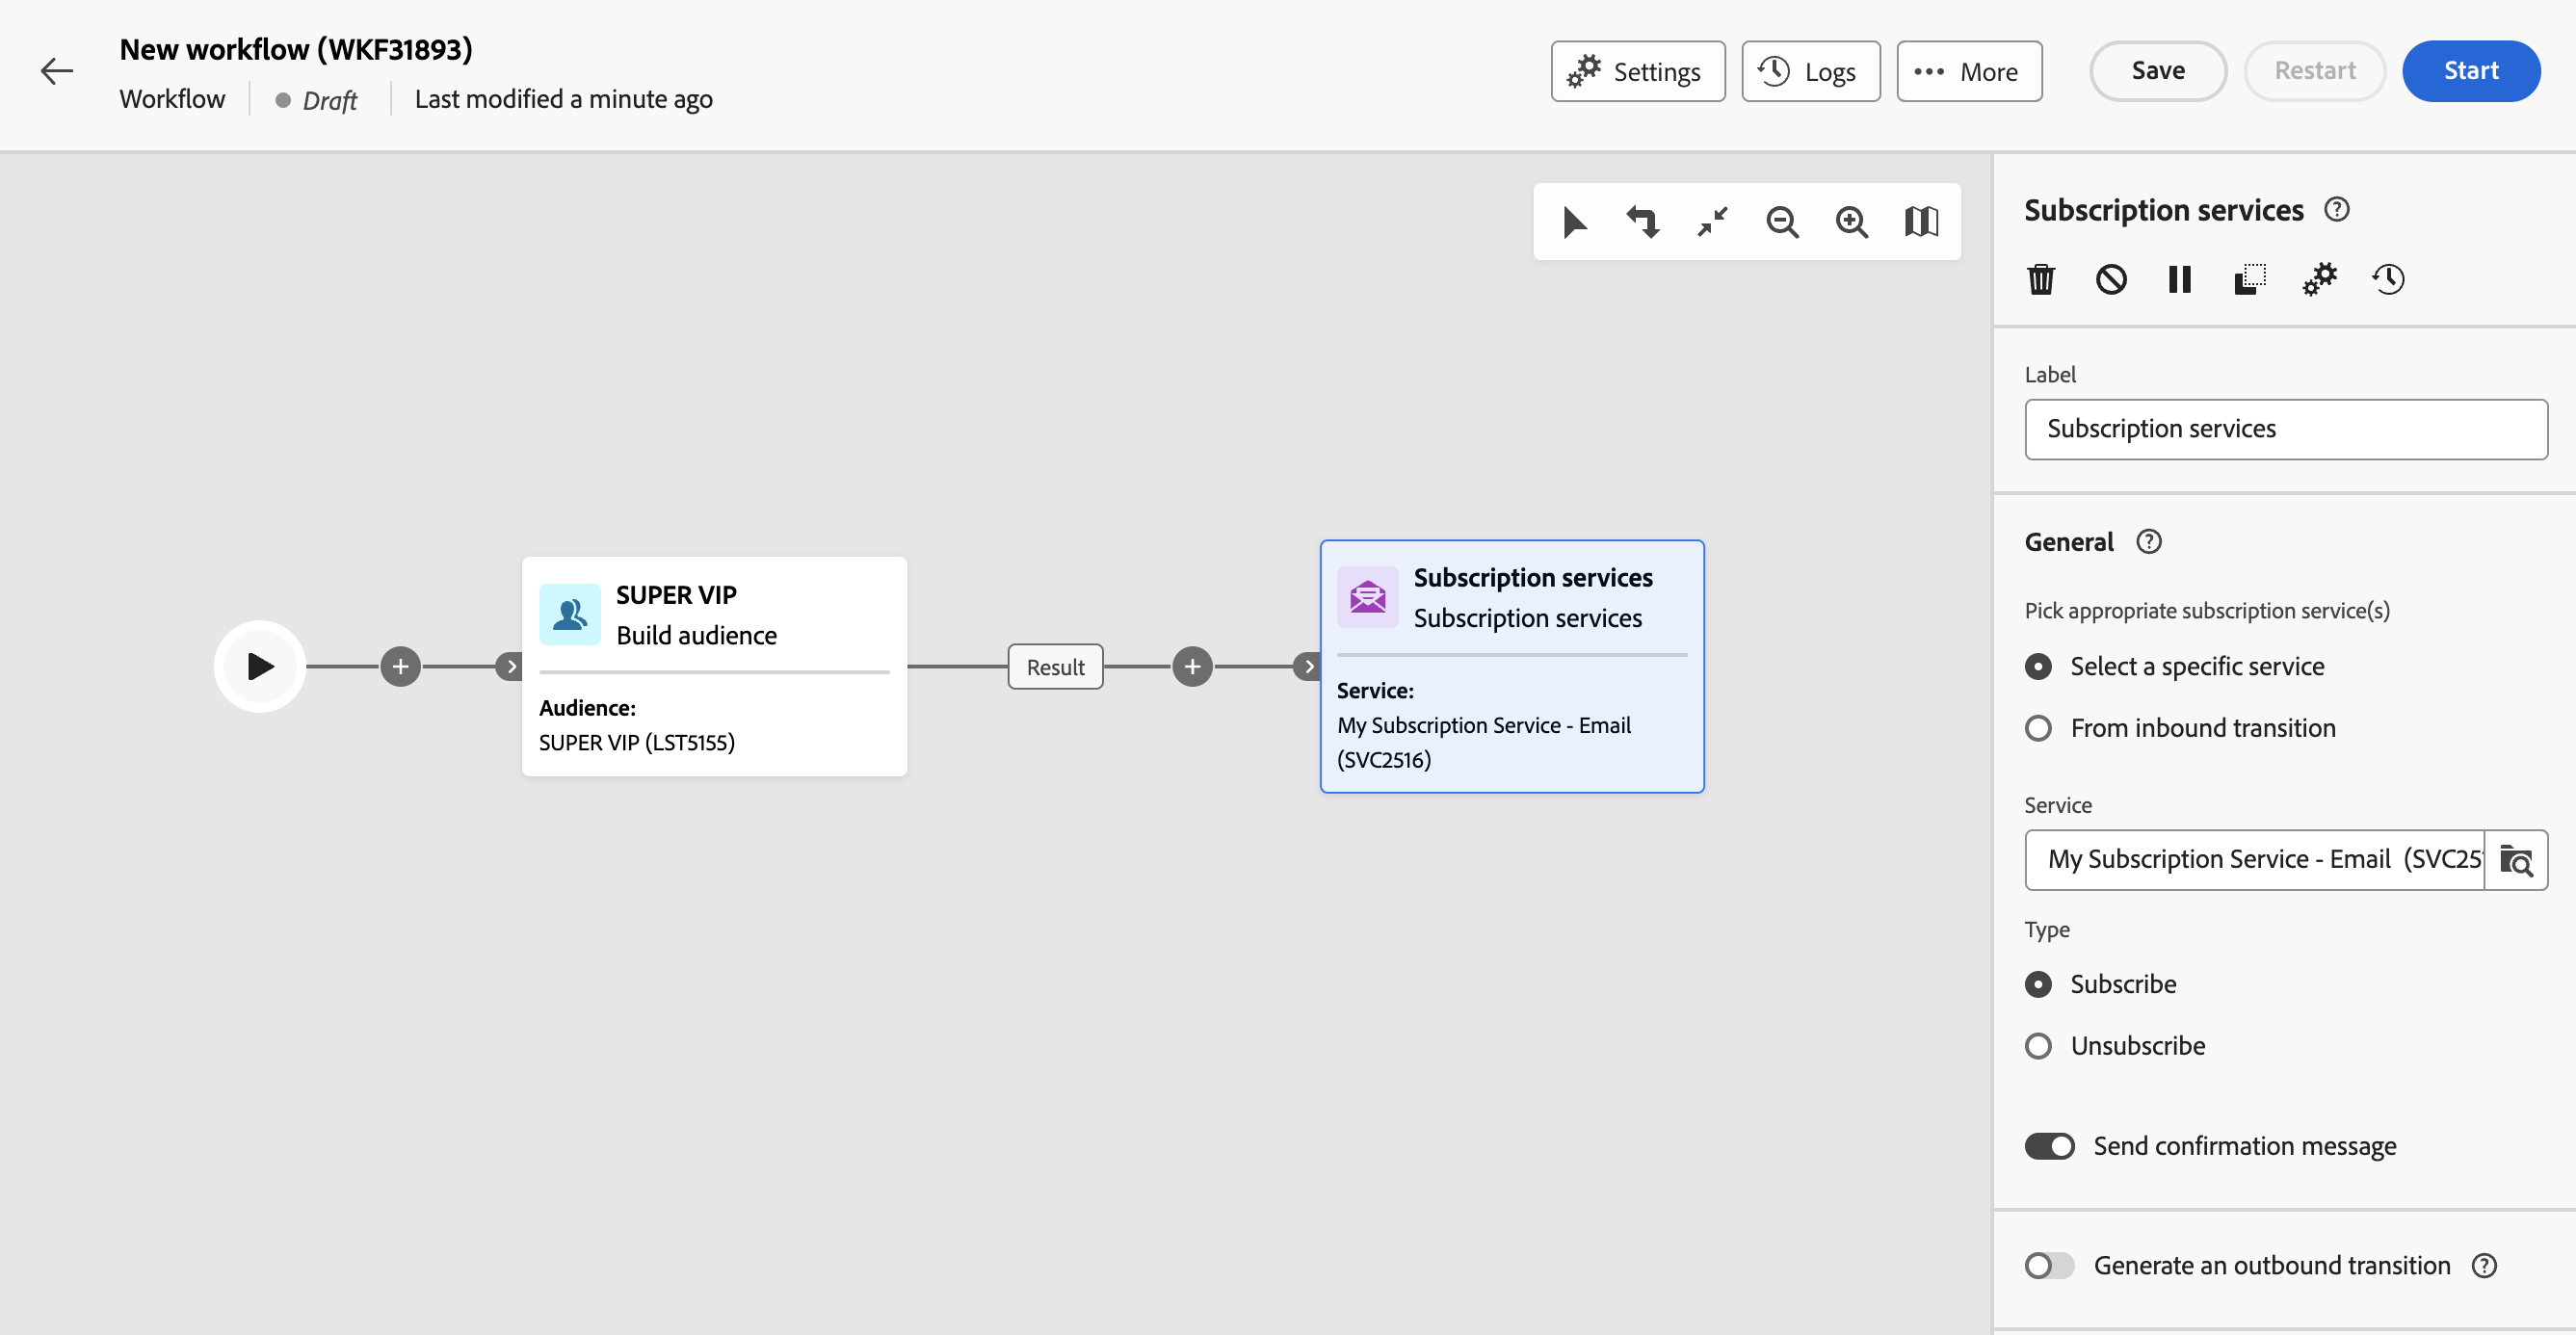 New workflow (WKF31893)
Workflow
Draft
Last modified a minute ago
Settings
Logs
More
Save
Restart
Start
SUPER VIP
Build audience
Audience:
SUPER VIP (LST5155)
Result
Subscription services
Subscription services
Service:
My Subscription Service - Email
(SVC2516)
Subscription services
Label
Subscription services
General
Pick appropriate subscription service(s)
Select a specific service
From inbound transition
Service
My Subscription Service - Email (SVC25
Type
Subscribe
Unsubscribe
Send confirmation message
Generate an outbound transition